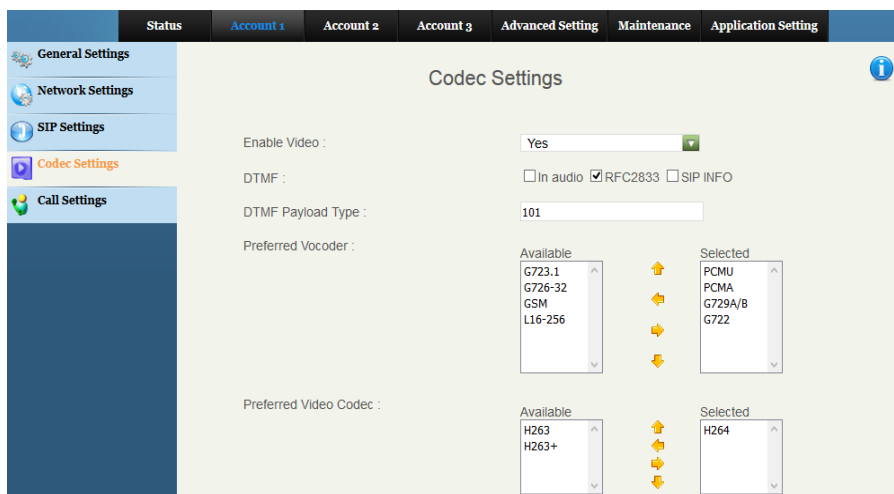 Status Account 1 Account 2 Account 3 Advanced Setting Maintenance Application Setting
General Settings
Network Settings
SIP Settings
Codec Settings
Call Settings
Codec Settings
i
Enable Video : Yes
DTMF : In audio RFC2833 SIP INFO
DTMF Payload Type : 101
Preferred Vocoder :
Available
G723.1
G726-32
GSM
L16-256
Selected
PCMU
PCMA
G729A/B
G722
Preferred Video Codec :
Available
H263
H263+
Selected
H264